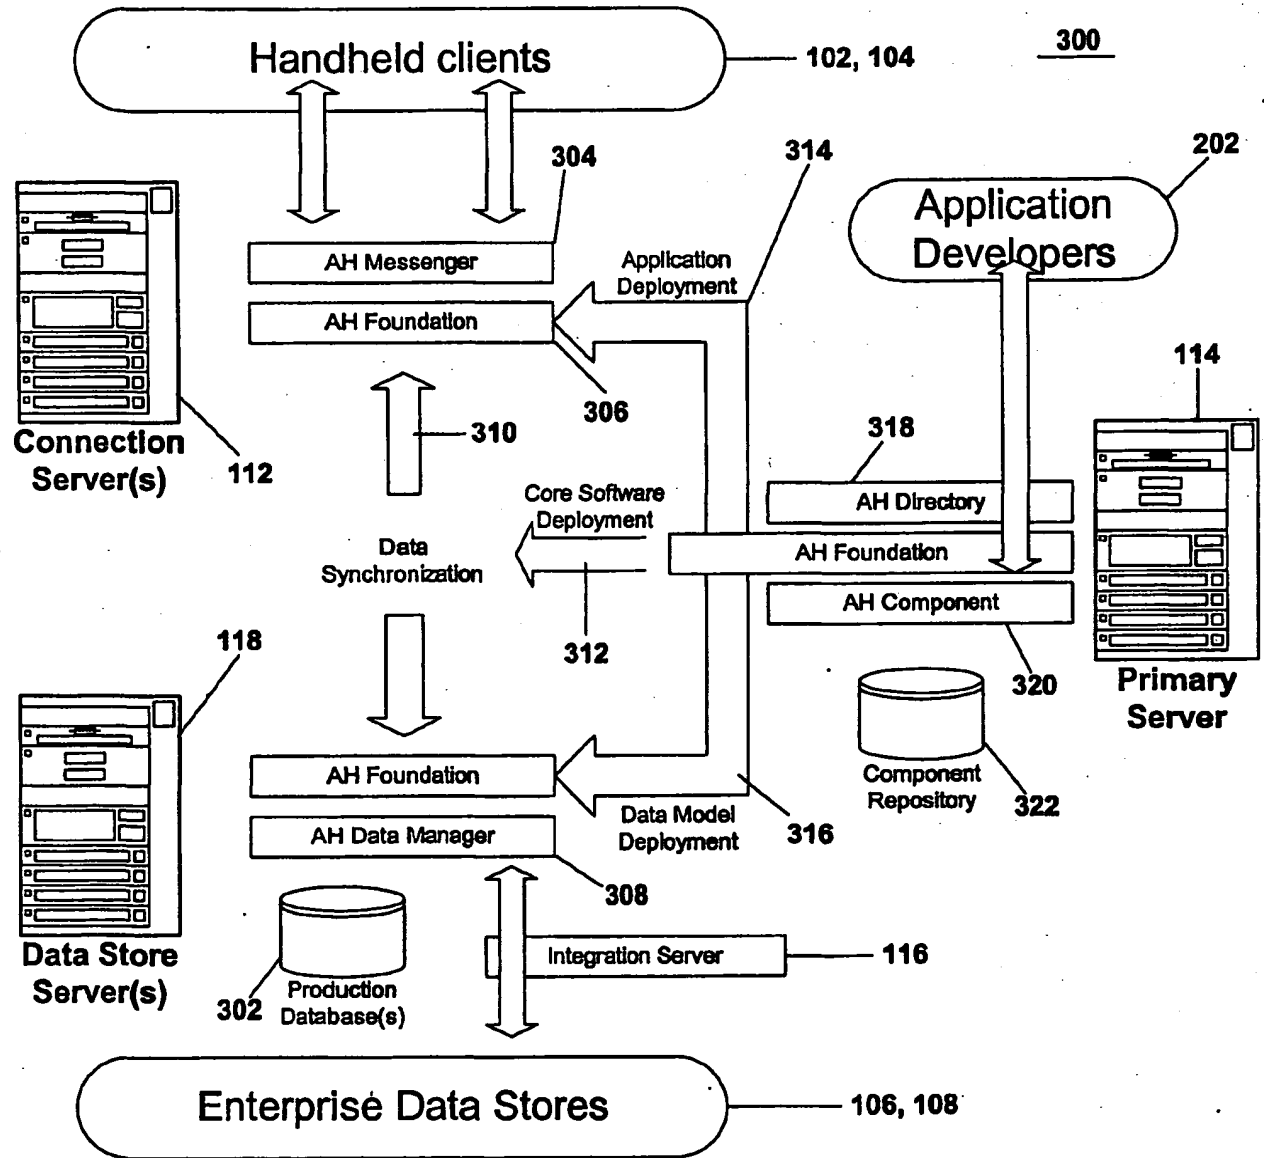 Handheld clients
102, 104
300
304
314
202
Application
Developers
AH Messenger
Application
Deployment
AH Foundation
114
306
318
310
Connection
Server(s)
112
Core Software
Deployment
AH Directory
Data
Synchronization
AH Foundation
AH Component
118
312
320
Primary
Server
AH Foundation
Component
Repository
322
Data Model
Deployment
316
AH Data Manager
308
Data Store
Server(s)
Integration Server
116
302
Production
Database(s)
Enterprise Data Stores
106, 108